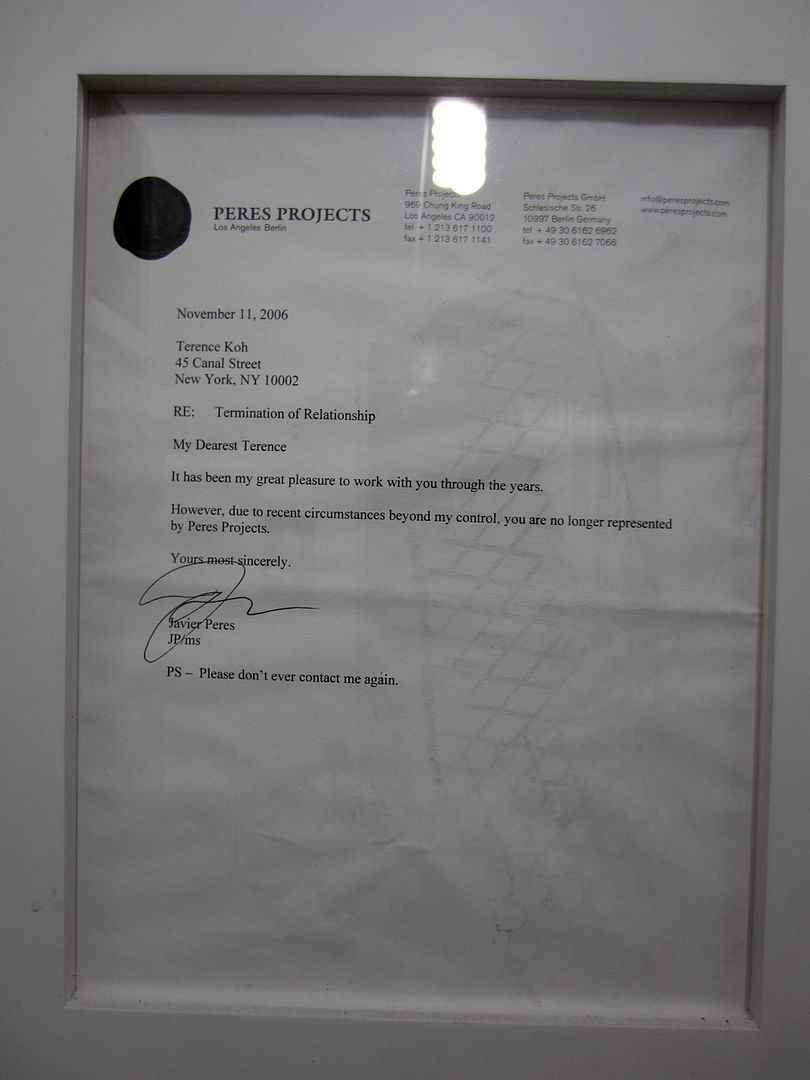 PERES PROJECTS
Los Angeles Berlin
Peres Projects
969 Chung King Road
Los Angeles CA 90012
tel + 1 213 617 1100
fax + 1 213 617 1141
Peres Projects GmbH
Schlesische Str. 26
10997 Berlin Germany
tel + 49 30 6162 6962
fax + 49 30 6162 7066
info@peresprojects.com
www.peresprojects.com
November 11, 2006
Terence Koh
45 Canal Street
New York, NY 10002
RE: Termination of Relationship
My Dearest Terence
It has been my great pleasure to work with you through the years.
However, due to recent circumstances beyond my control, you are no longer represented
by Peres Projects.
Yours most sincerely.
Javier Peres
JP/ms
PS – Please don't ever contact me again.